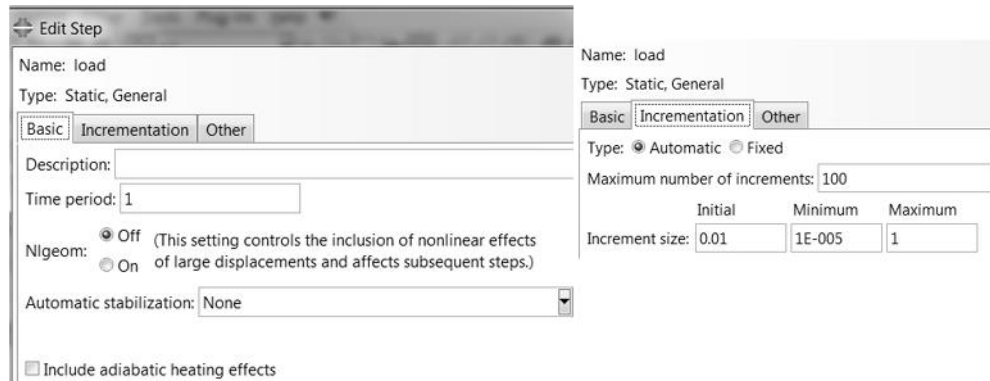 Edit Step
Name: load
Type: Static, General
Basic Incrementation Other
Description:
Time period: 1
Nlgeom: Off (This setting controls the inclusion of nonlinear effects
On of large displacements and affects subsequent steps.)
Automatic stabilization: None
Include adiabatic heating effects
Name: load
Type: Static, General
Basic Incrementation Other
Type: Automatic Fixed
Maximum number of increments: 100
Initial Minimum Maximum
Increment size: 0.01 1E-005 1